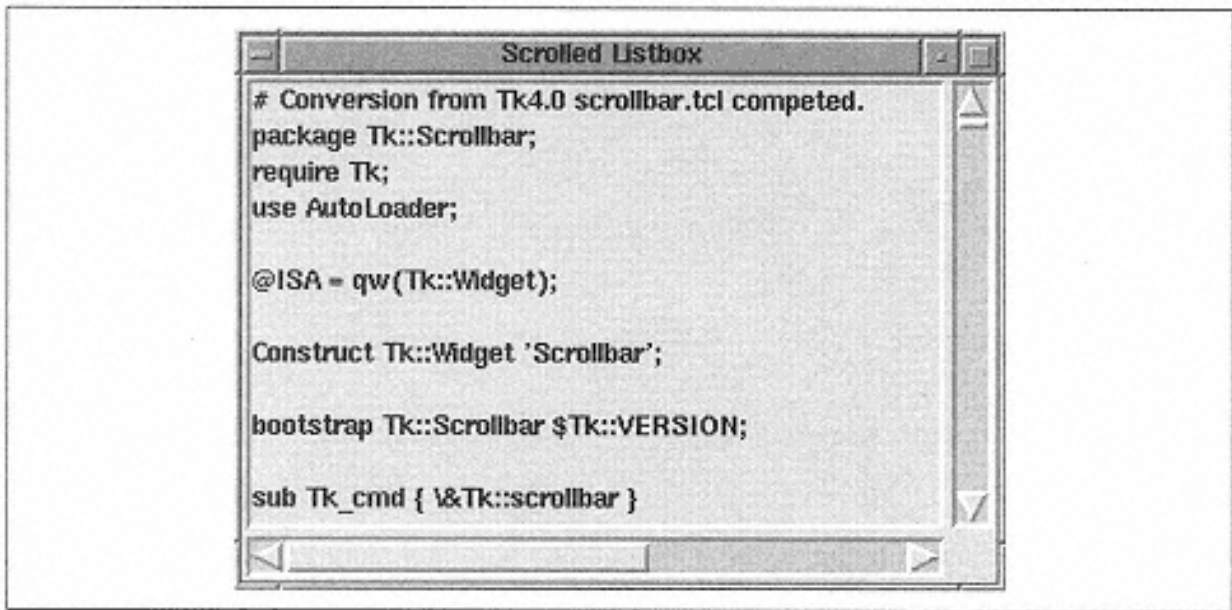 Scrolled Listbox
# Conversion from Tk4.0 scrollbar.tcl competed.
package Tk::Scrollbar;
require Tk;
use AutoLoader;
@ISA = qw(Tk::Widget);
Construct Tk::Widget 'Scrollbar';
bootstrap Tk::Scrollbar $Tk::VERSION;
sub Tk_cmd { \&Tk::scrollbar }